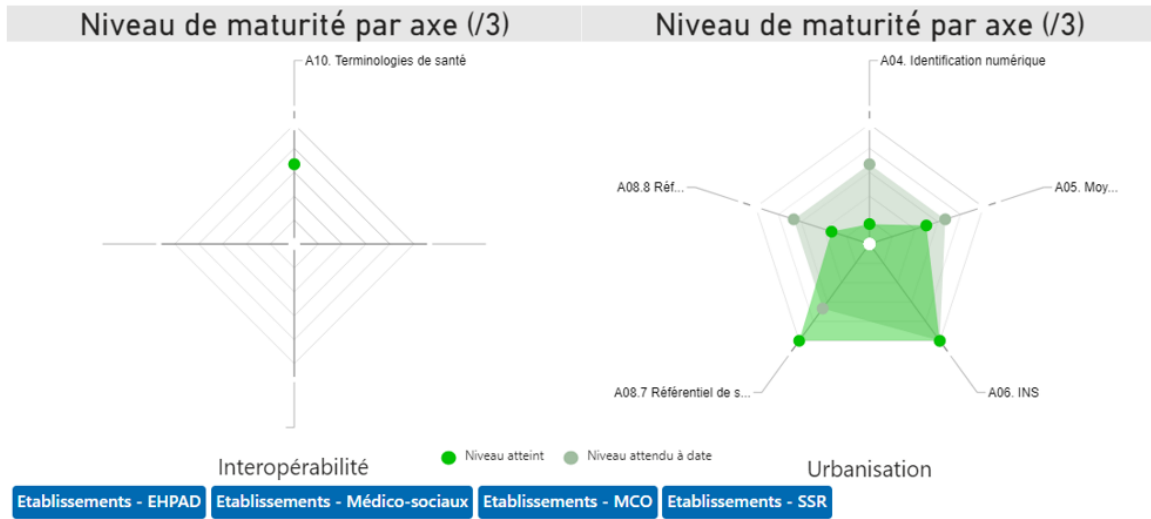 Niveau de maturité par axe (/3)
A10. Terminologies de santé
Interopérabilité
Niveau de maturité par axe (/3)
A04. Identification numérique
A08.8 Réf...
A05. Moy...
A08.7 Référentiel de s...
A06. INS
Niveau atteint
Niveau attendu à date
Urbanisation
Etablissements - EHPAD
Etablissements - Médico-sociaux
Etablissements - MCO
Etablissements - SSR